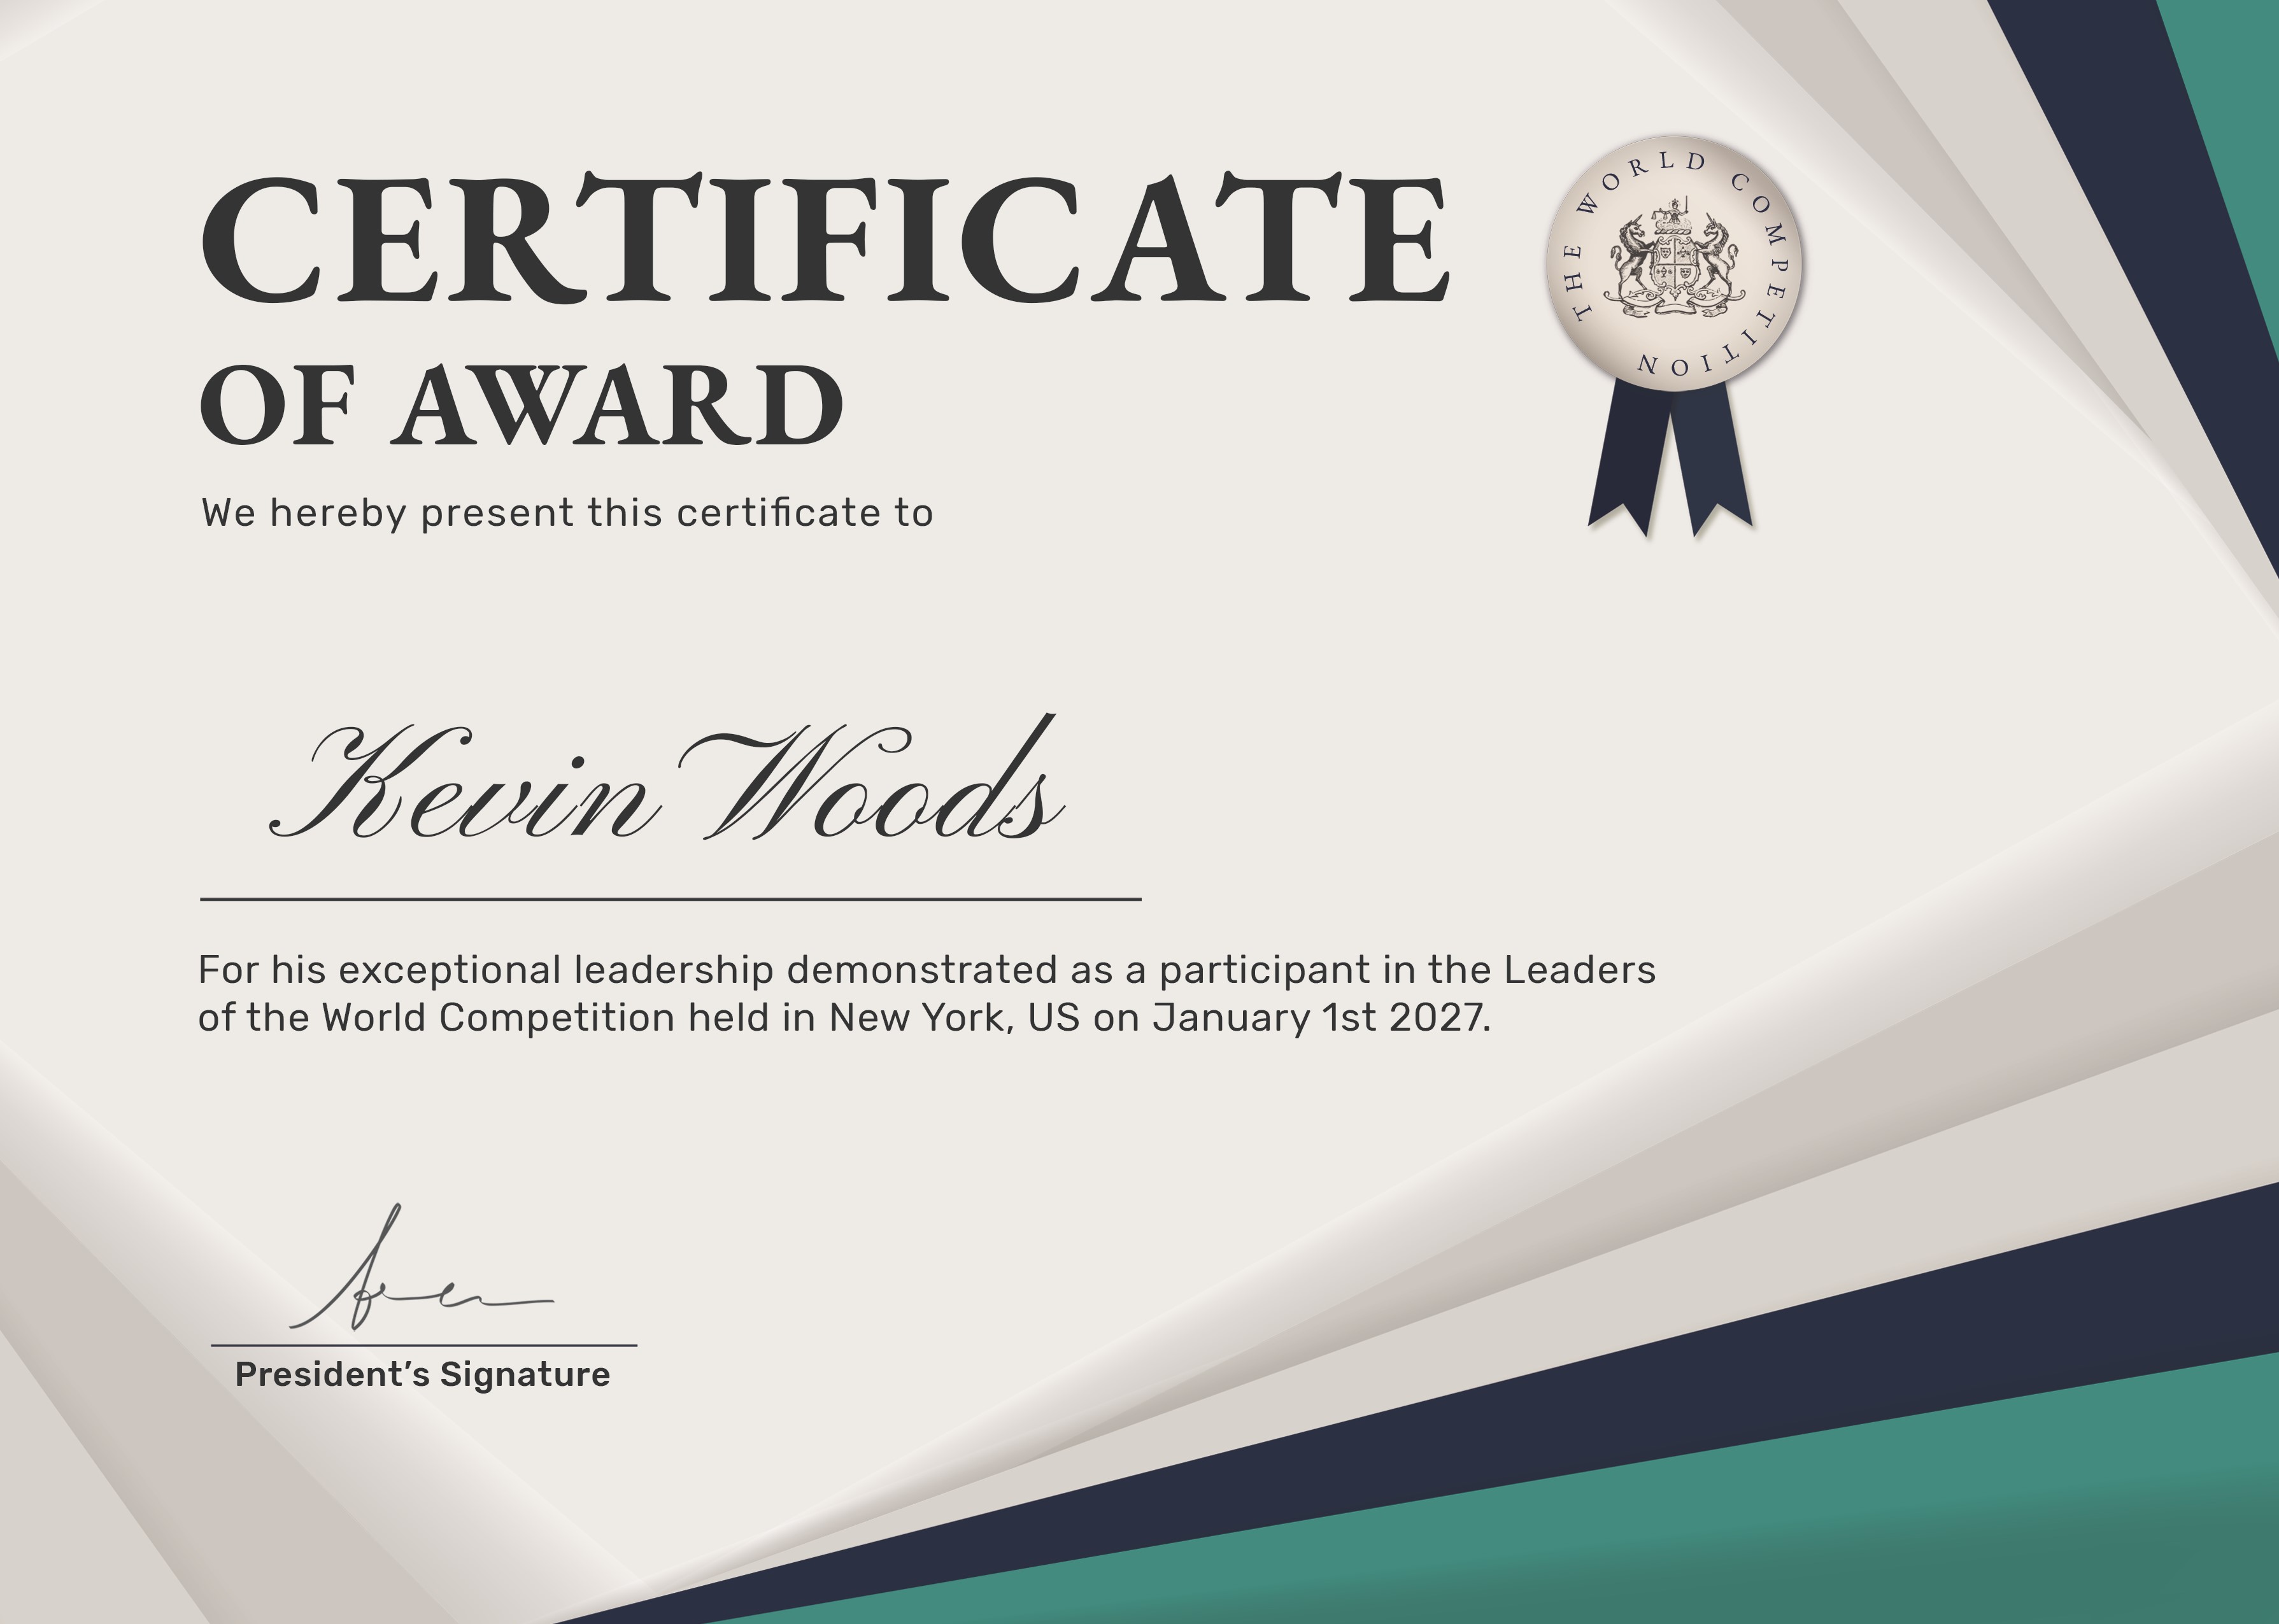 CERTIFICATE
THE WORLD COMPETITION
OF AWARD
We hereby present this certificate to
Kevin Woods
For his exceptional leadership demonstrated as a participant in the Leaders
of the World Competition held in New York, US on January 1st 2027.
President’s Signature